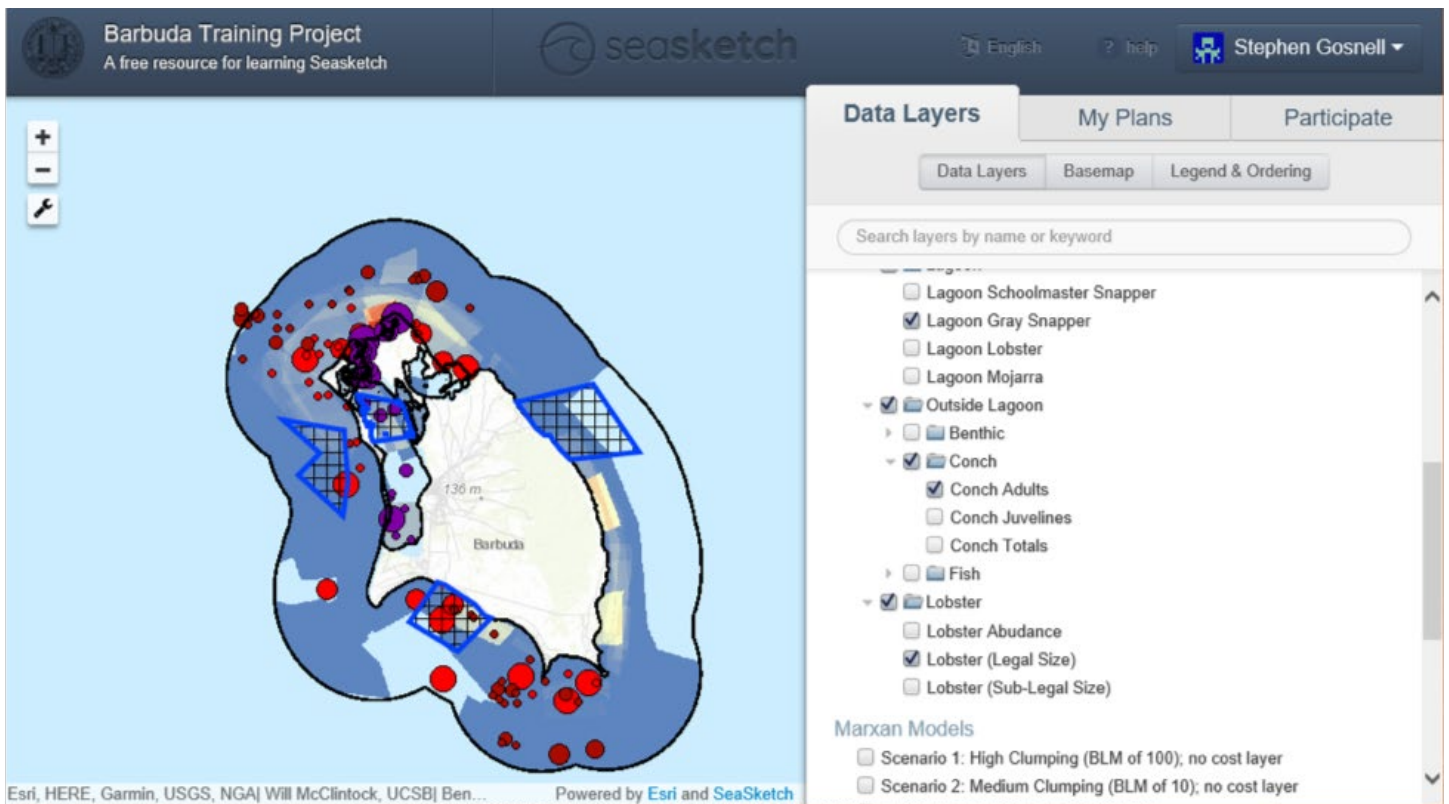 Barbuda Training Project
A free resource for learning Seasketch
seasketch
English
? help
Stephen Gosnell
+
−
136 m
Barbuda
Esri, HERE, Garmin, USGS, NGA| Will McClintock, UCSB| Ben...
Powered by Esri and SeaSketch
Data Layers
My Plans
Participate
Data Layers
Basemap
Legend & Ordering
Search layers by name or keyword
Lagoon
Lagoon Schoolmaster Snapper
Lagoon Gray Snapper
Lagoon Lobster
Lagoon Mojarra
Outside Lagoon
Benthic
Conch
Conch Adults
Conch Juvelines
Conch Totals
Fish
Lobster
Lobster Abudance
Lobster (Legal Size)
Lobster (Sub-Legal Size)
Marxan Models
Scenario 1: High Clumping (BLM of 100); no cost layer
Scenario 2: Medium Clumping (BLM of 10); no cost layer